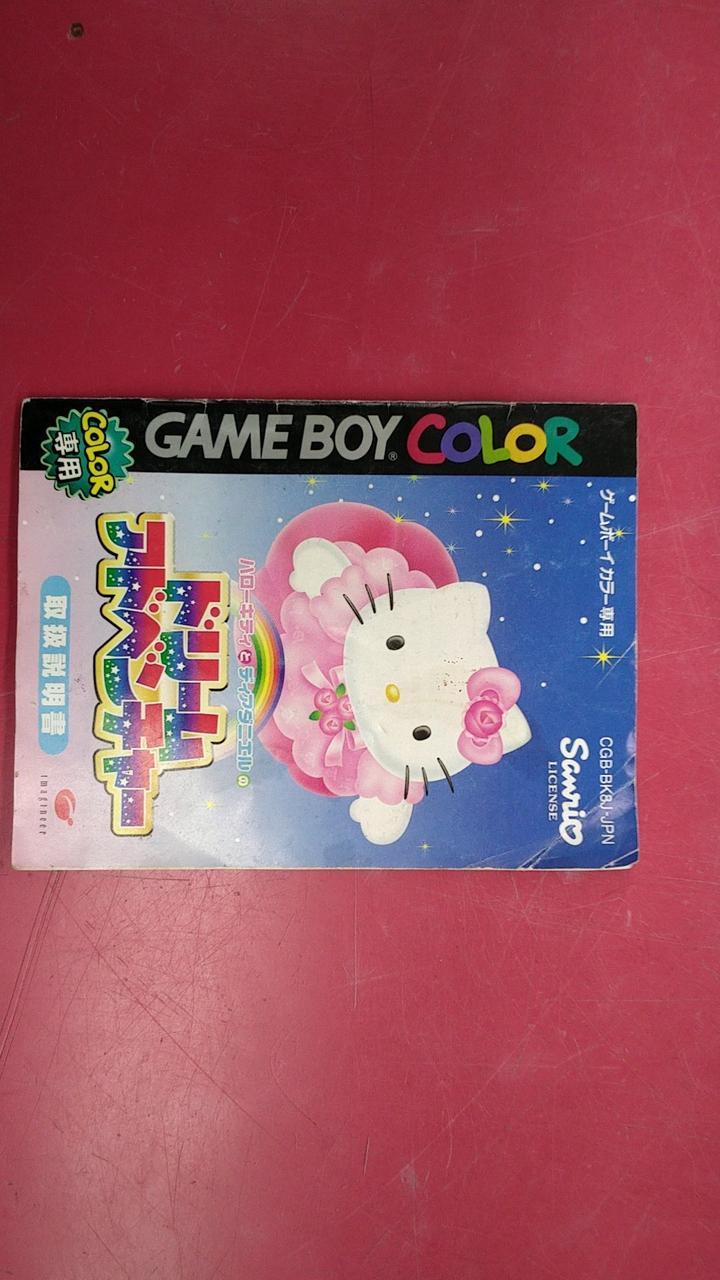 GAME BOY COLOR
COLOR
専用
ゲームボーイ カラー専用
CGB-BK8J-JPN
Sanrio
LICENSE
ハローキティとディアダニエルの
ドリーム
アドベンチャー
取扱説明書
imagineer